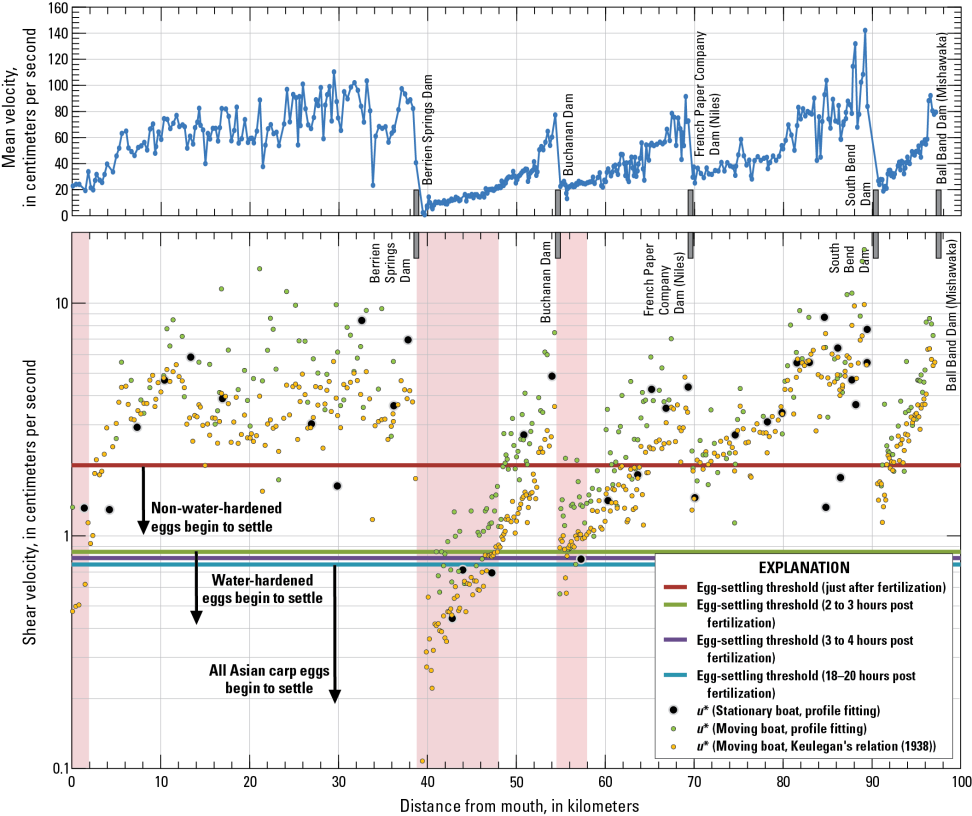 Mean velocity,
in centimeters per second
160
140
120
100
80
60
40
20
0
Berrien Springs Dam
Buchanan Dam
French Paper Company
Dam (Niles)
South Bend
Dam
Ball Band Dam (Mishawaka)
Shear velocity, in centimeters per second
10
1
0.1
Berrien
Springs
Dam
Buchanan Dam
French Paper
Company
Dam (Niles)
South
Bend
Dam
Ball Band Dam (Mishawaka)
Non-water-hardened
eggs begin to settle
Water-hardened
eggs begin to settle
All Asian carp eggs
begin to settle
EXPLANATION
Egg-settling threshold (just after fertilization)
Egg-settling threshold (2 to 3 hours post
fertilization)
Egg-settling threshold (3 to 4 hours post
fertilization)
Egg-settling threshold (18–20 hours post
fertilization)
u* (Stationary boat, profile fitting)
u* (Moving boat, profile fitting)
u* (Moving boat, Keulegan's relation (1938))
0 10 20 30 40 50 60 70 80 90 100
Distance from mouth, in kilometers